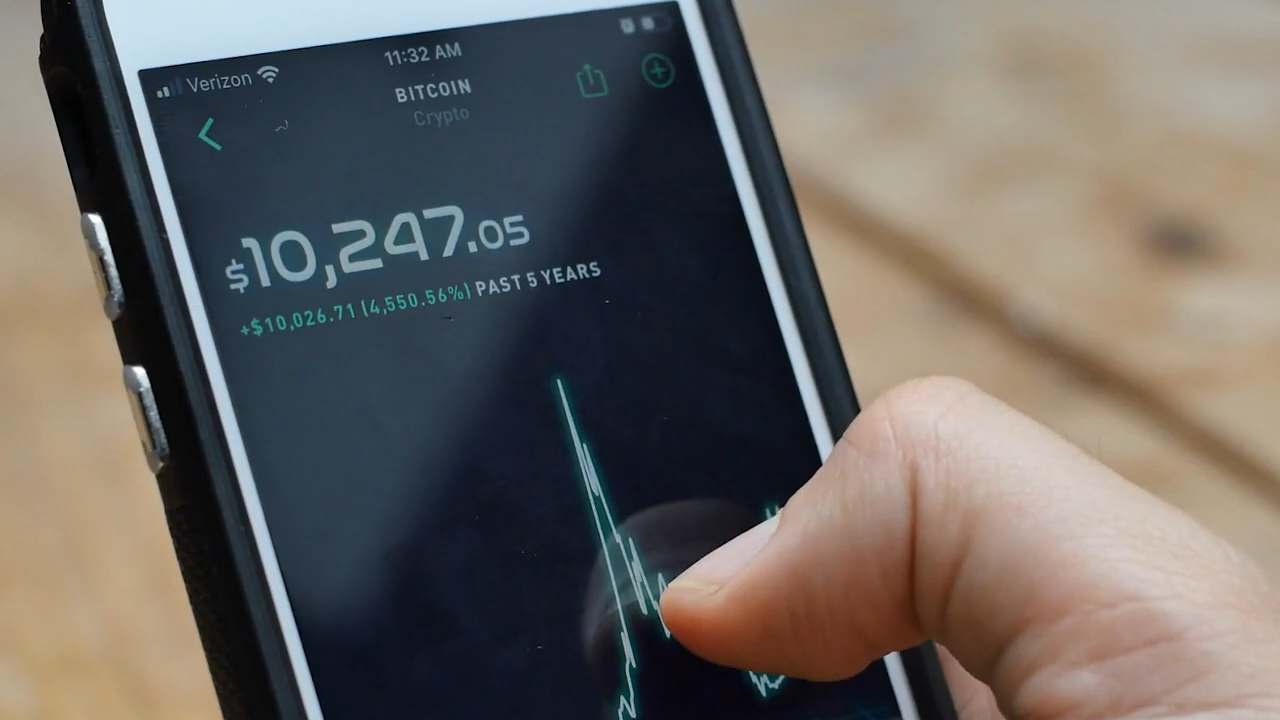 Verizon 11:32 AM
BITCOIN
Crypto
$10,247.05
+$10,026.71 (4,550.56%) PAST 5 YEARS